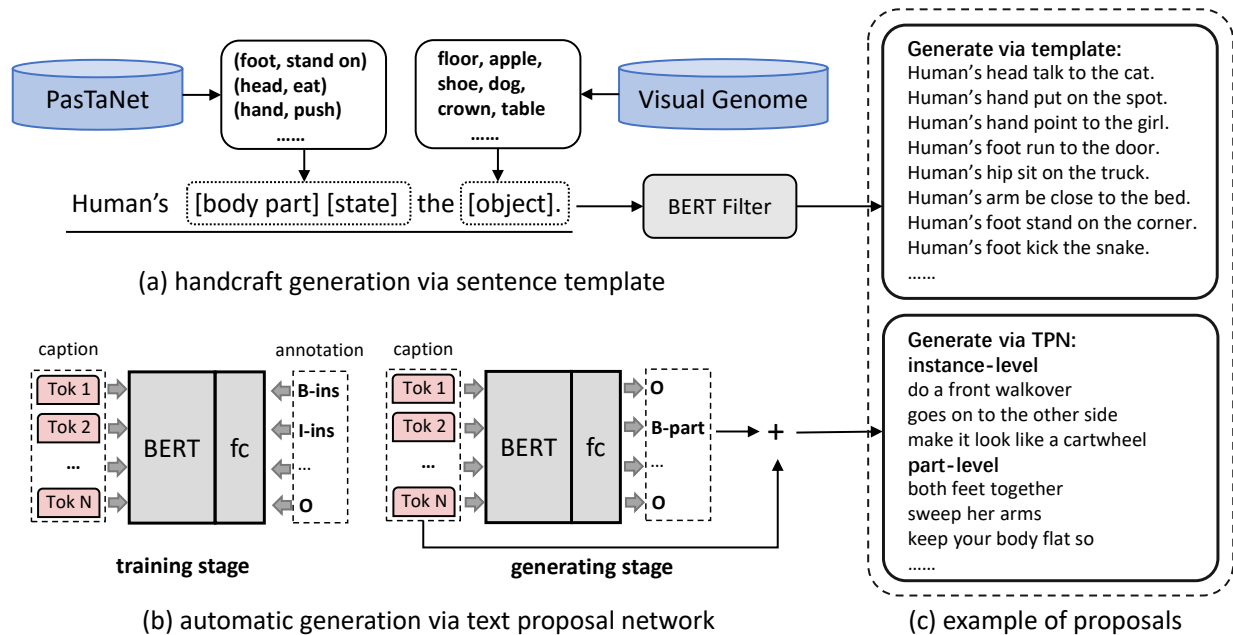 PasTaNet
(foot, stand on)
(head, eat)
(hand, push)
......
floor, apple,
shoe, dog,
crown, table
......
Visual Genome
Human's [body part] [state] the [object].
BERT Filter
(a) handcraft generation via sentence template
Generate via template:
Human's head talk to the cat.
Human's hand put on the spot.
Human's hand point to the girl.
Human's foot run to the door.
Human's hip sit on the truck.
Human's arm be close to the bed.
Human's foot stand on the corner.
Human's foot kick the snake.
......
caption
Tok 1
Tok 2
...
Tok N
BERT
fc
annotation
B-ins
I-ins
...
O
training stage
caption
Tok 1
Tok 2
...
Tok N
BERT
fc
O
B-part
...
O
+
generating stage
(b) automatic generation via text proposal network
Generate via TPN:
instance-level
do a front walkover
goes on to the other side
make it look like a cartwheel
part-level
both feet together
sweep her arms
keep your body flat so
......
(c) example of proposals